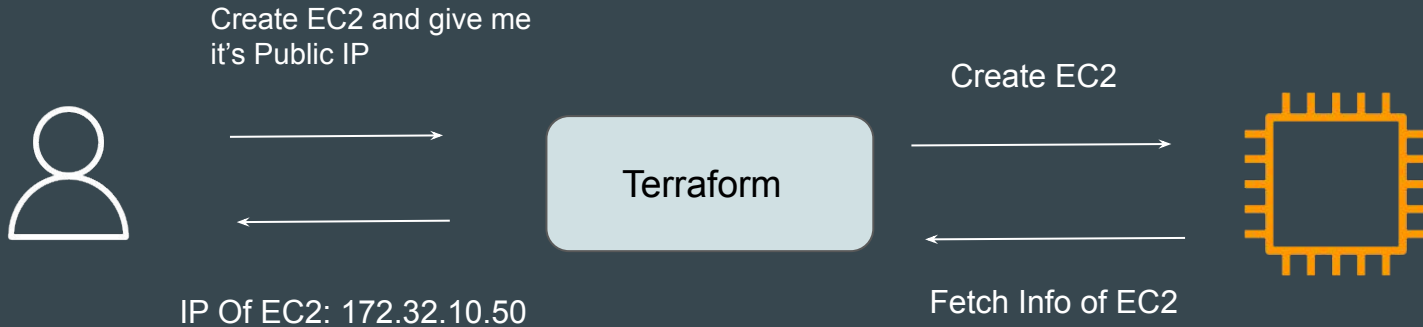 Create EC2 and give me
it's Public IP
Create EC2
Terraform
IP Of EC2: 172.32.10.50
Fetch Info of EC2